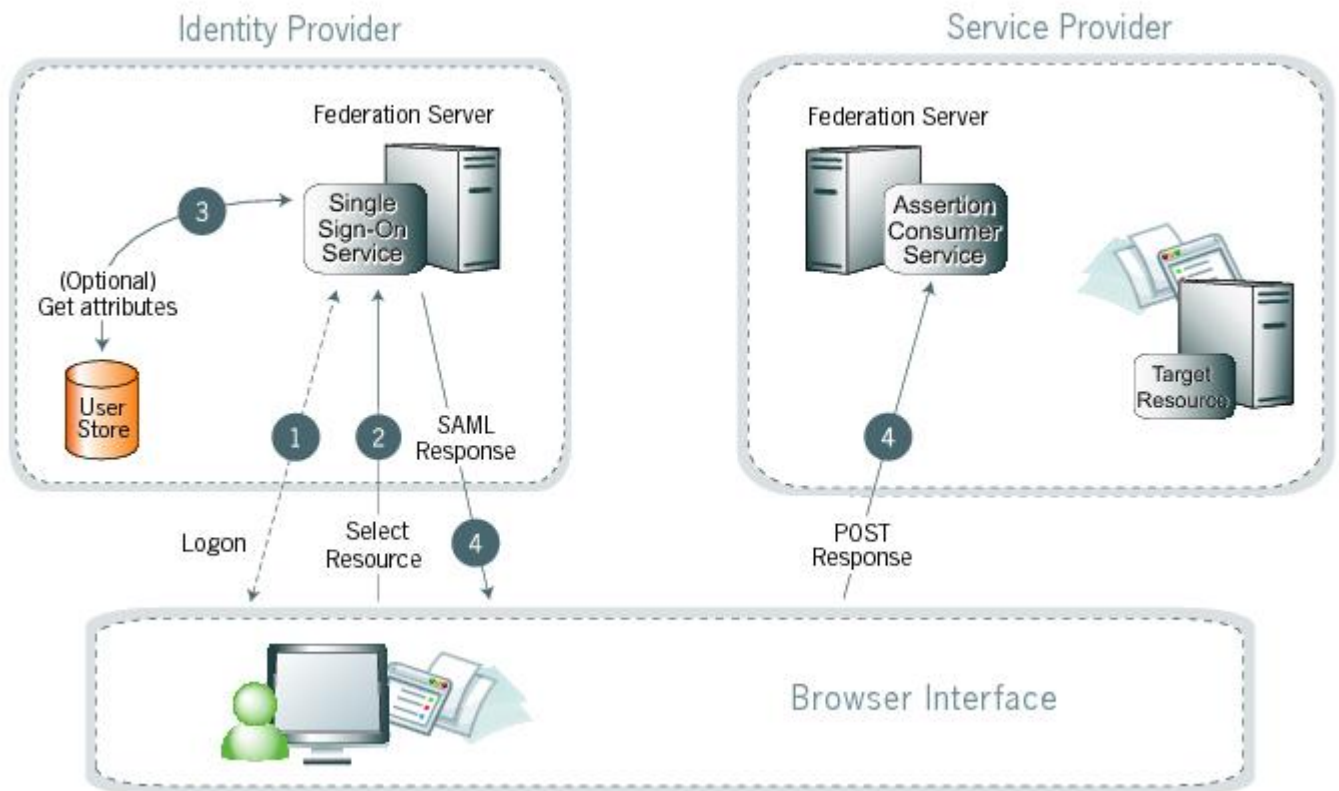 Identity Provider
Service Provider
Federation Server
Single
Sign-On
Service
3
(Optional)
Get attributes
User
Store
1
2
SAML
Response
Logon
Select
Resource
4
Federation Server
Assertion
Consumer
Service
Target
Resource
4
POST
Response
Browser Interface